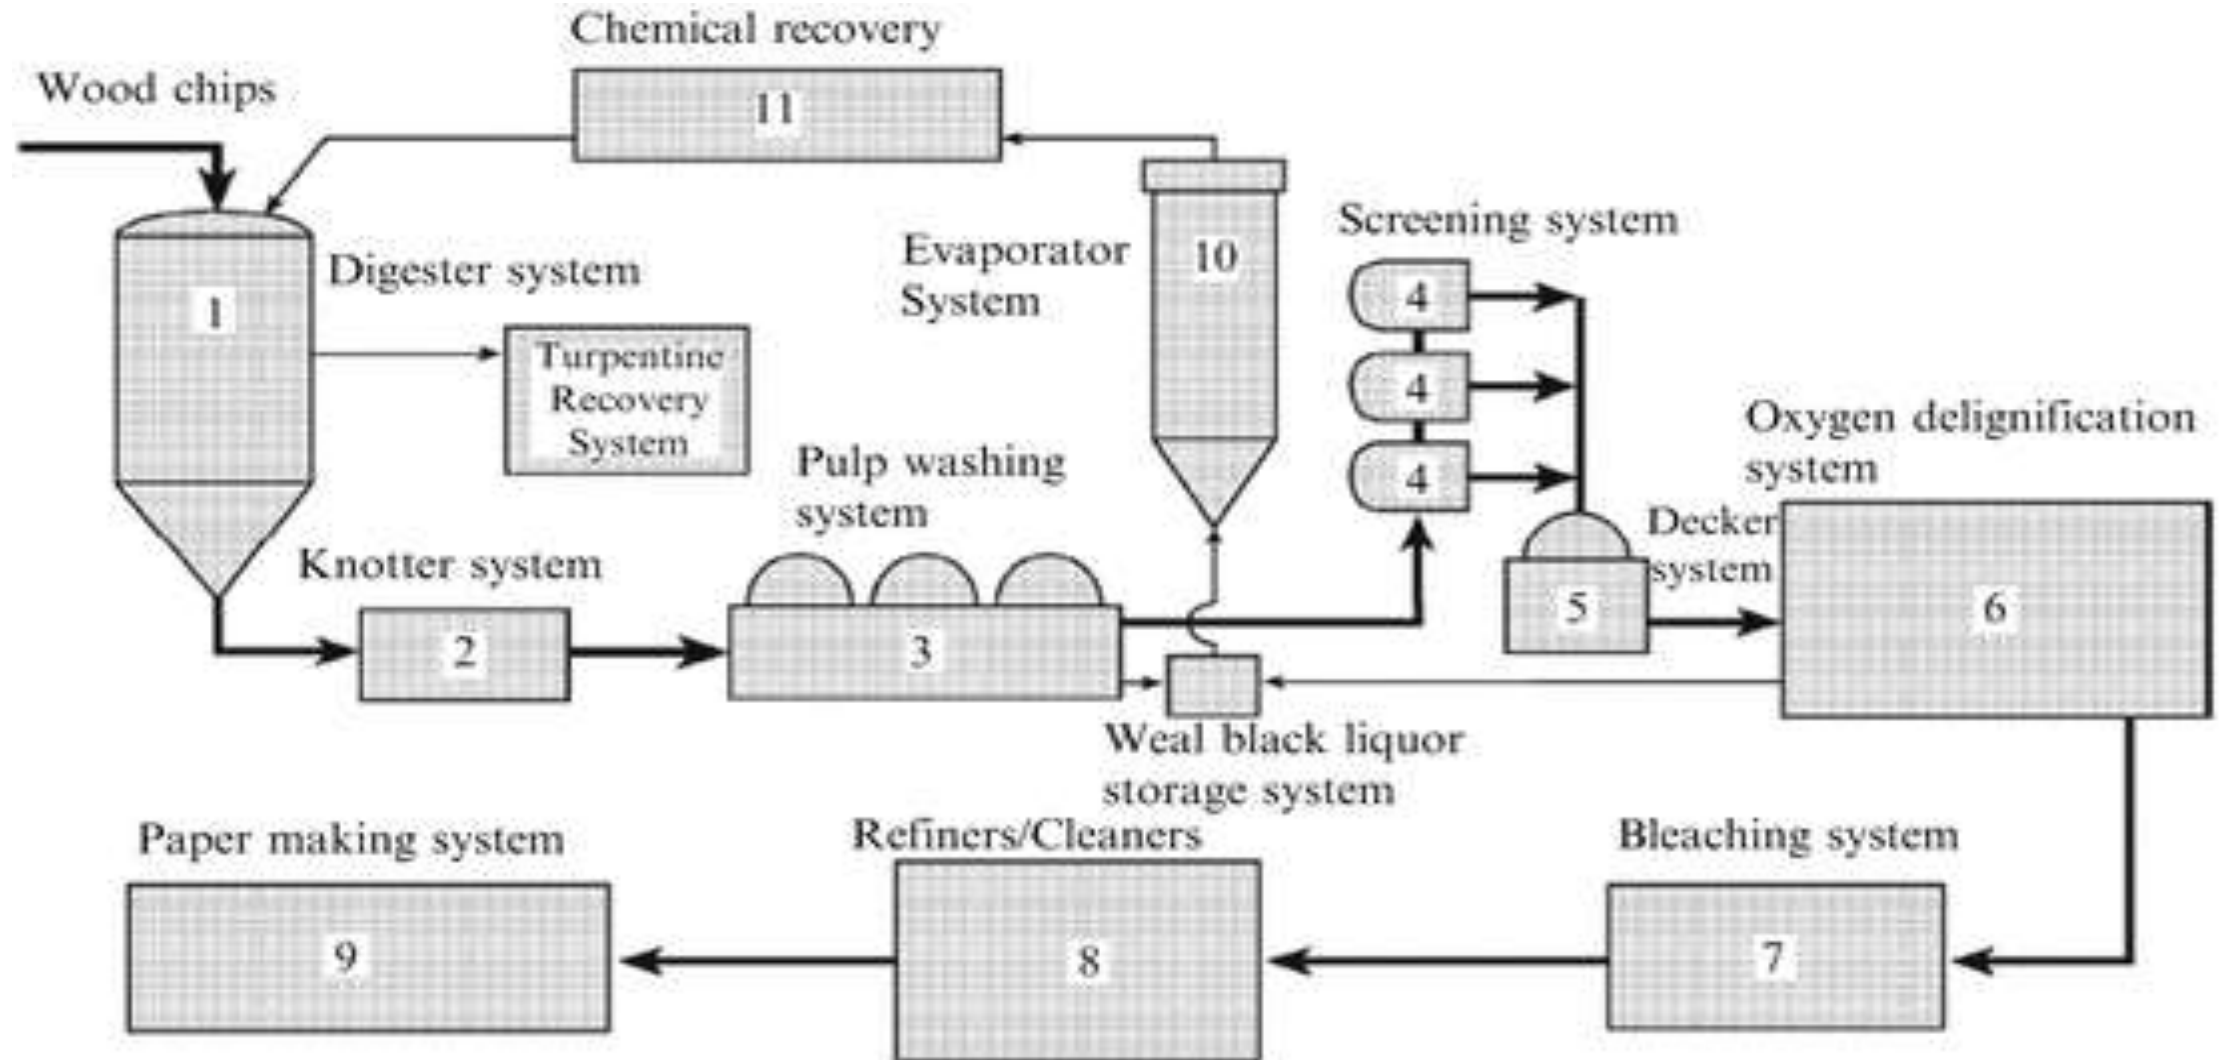 Chemical recovery
11
Wood chips
Digester system
1
Turpentine
Recovery
System
Evaporator
System
10
Screening system
4
4
4
Pulp washing
system
Oxygen delignification
system
Decker
system
Knotter system
2
3
5
6
Weal black liquor
storage system
Paper making system
Refiners/Cleaners
Bleaching system
9
8
7